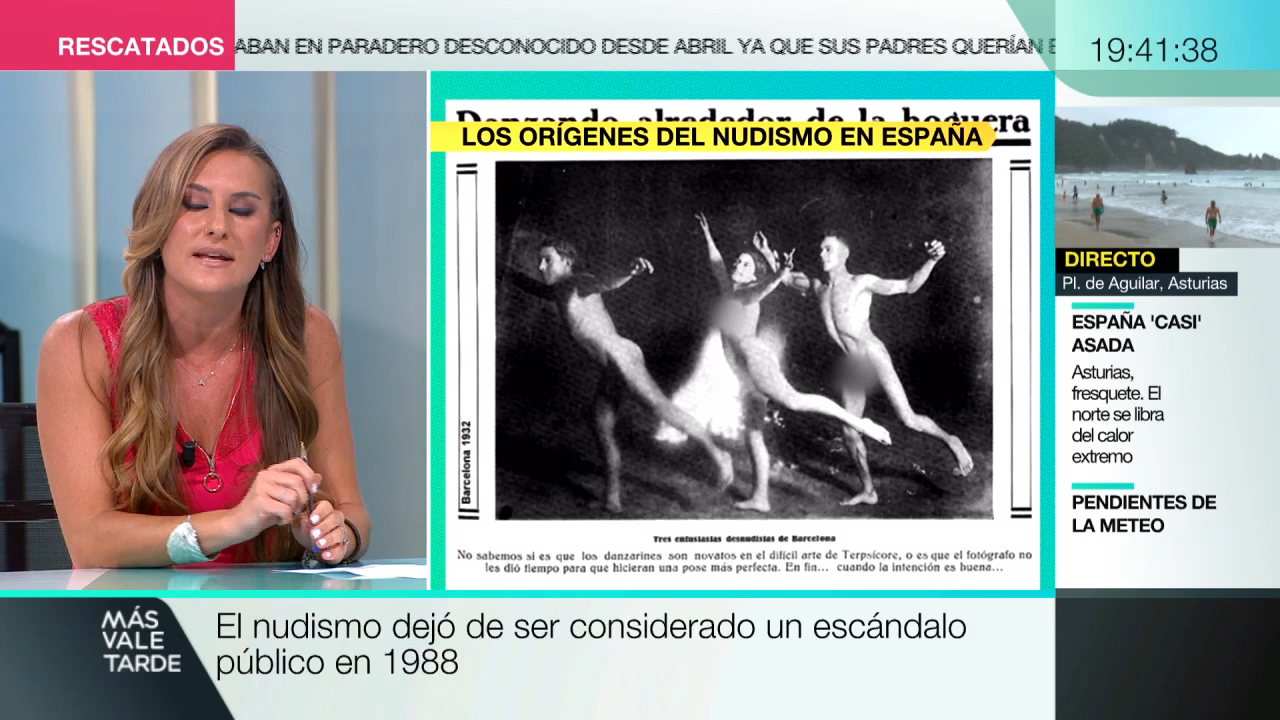 RESCATADOS
ABAN EN PARADERO DESCONOCIDO DESDE ABRIL YA QUE SUS PADRES QUERÍAN E
19:41:38
Danzando alrededor de la hoguera
LOS ORÍGENES DEL NUDISMO EN ESPAÑA
Barcelona 1932
Tres entusiastas desnudistas de Barcelona
No sabemos si es que los danzarines son novatos en el difícil arte de Terpsícore, o es que el fotógrafo no
les dió tiempo para que hicieran una pose más perfecta. En fin... cuando la intención es buena...
DIRECTO
Pl. de Aguilar, Asturias
ESPAÑA 'CASI'
ASADA
Asturias,
fresquete. El
norte se libra
del calor
extremo
PENDIENTES DE
LA METEO
MÁS
VALE
TARDE
El nudismo dejó de ser considerado un escándalo
público en 1988